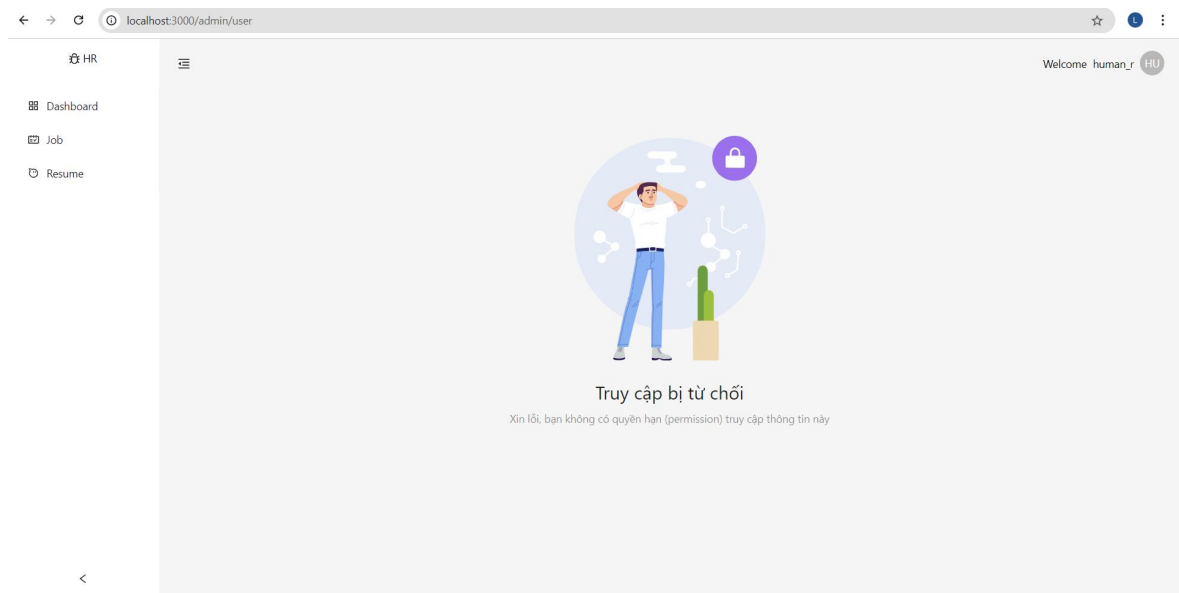 localhost:3000/admin/user
L
HR
Welcome human_r HU
Dashboard
Job
Resume
Truy cập bị từ chối
Xin lỗi, bạn không có quyền hạn (permission) truy cập thông tin này